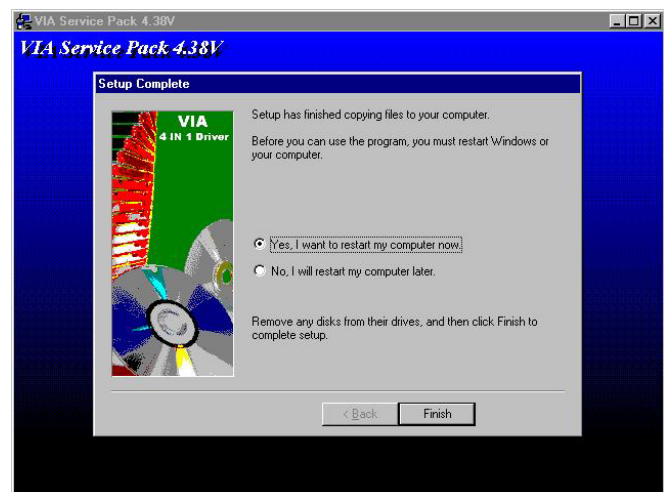 VIA Service Pack 4.38V
VIA Service Pack 4.38V
Setup Complete
VIA
4 IN 1 Driver
Setup has finished copying files to your computer.
Before you can use the program, you must restart Windows or
your computer.
Yes, I want to restart my computer now.
No, I will restart my computer later.
Remove any disks from their drives, and then click Finish to
complete setup.
< Back
Finish